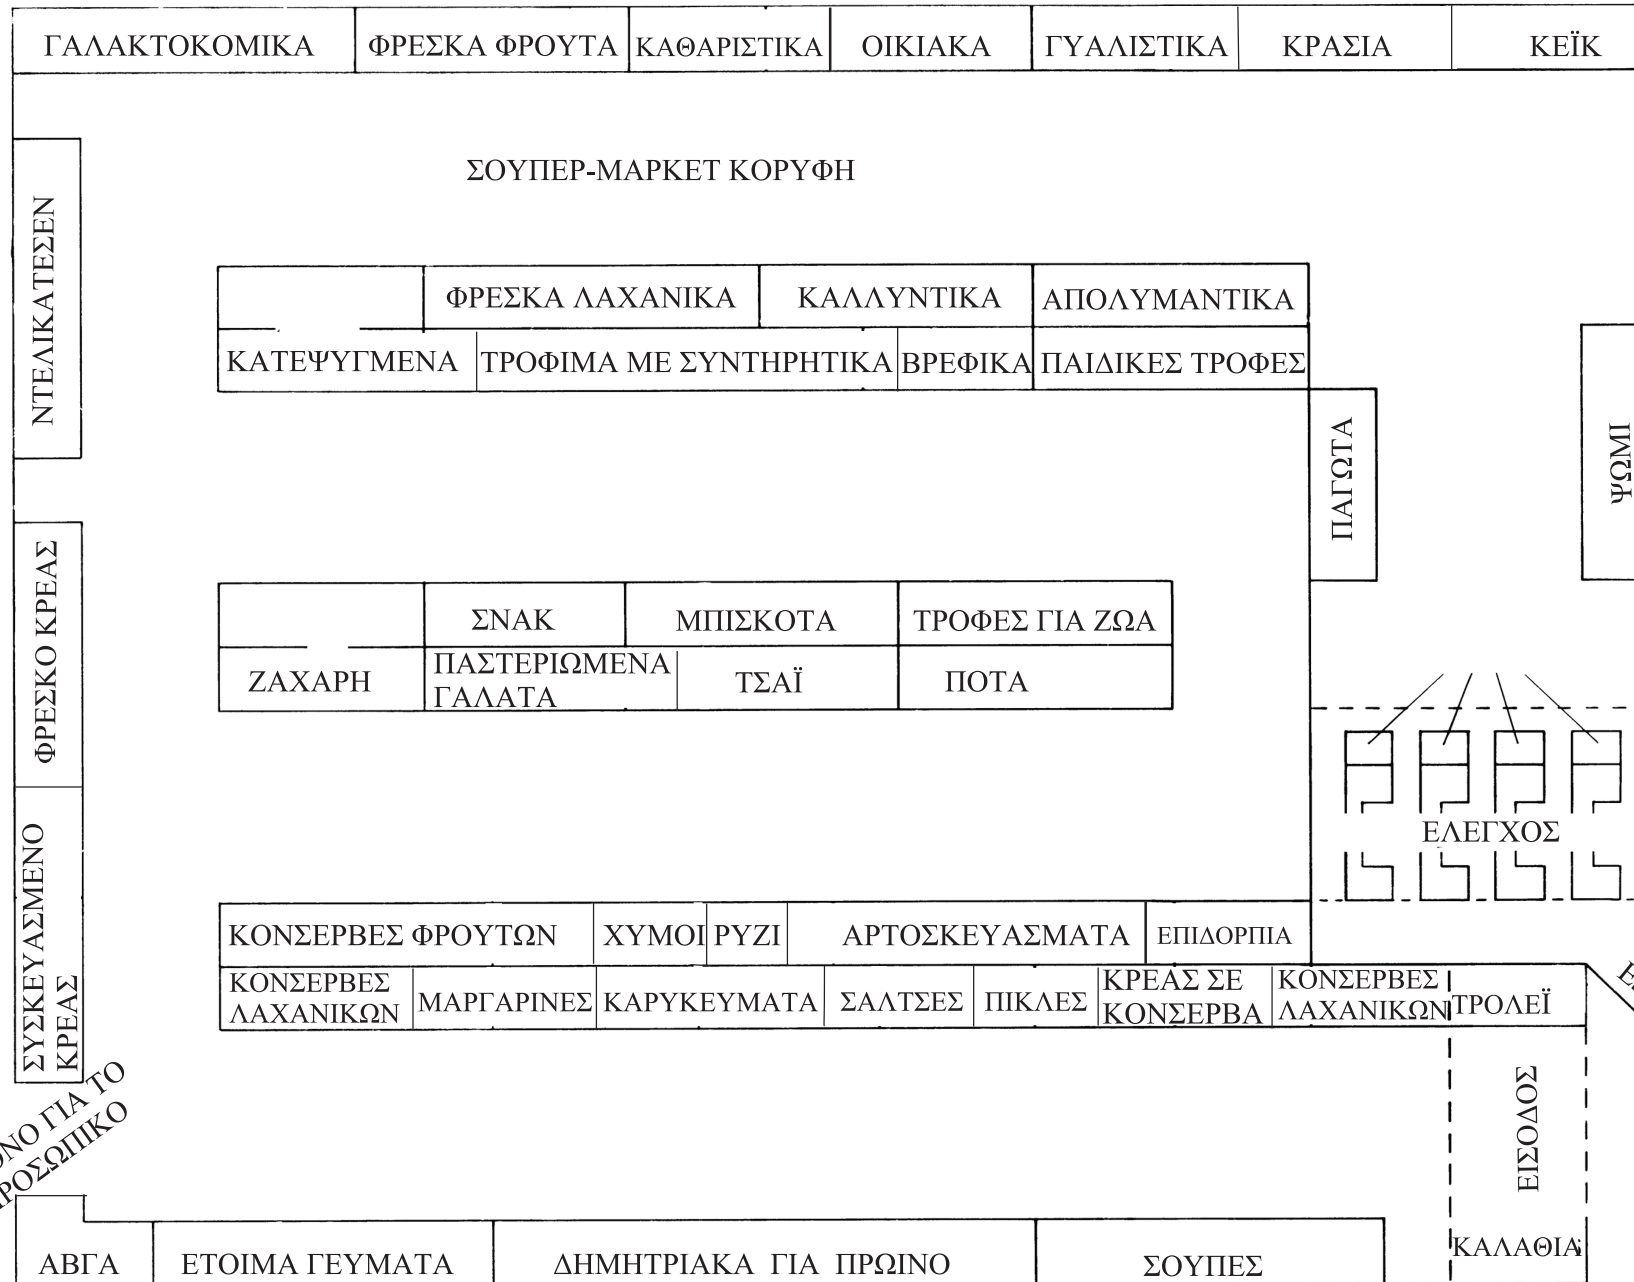 ΓΑΛΑΚΤΟΚΟΜΙΚΑ
ΦΡΕΣΚΑ ΦΡΟΥΤΑ
ΚΑΘΑΡΙΣΤΙΚΑ
ΟΙΚΙΑΚΑ
ΓΥΑΛΙΣΤΙΚΑ
ΚΡΑΣΙΑ
ΚΕΪΚ
ΣΟΥΠΕΡ-ΜΑΡΚΕΤ ΚΟΡΥΦΗ
ΝΤΕΛΙΚΑΤΕΣΕΝ
ΦΡΕΣΚΑ ΛΑΧΑΝΙΚΑ
ΚΑΛΛΥΝΤΙΚΑ
ΑΠΟΛΥΜΑΝΤΙΚΑ
ΚΑΤΕΨΥΓΜΕΝΑ
ΤΡΟΦΙΜΑ ΜΕ ΣΥΝΤΗΡΗΤΙΚΑ
ΒΡΕΦΙΚΑ
ΠΑΙΔΙΚΕΣ ΤΡΟΦΕΣ
ΠΑΓΩΤΑ
ΨΩΜΙ
ΦΡΕΣΚΟ ΚΡΕΑΣ
ΣΝΑΚ
ΜΠΙΣΚΟΤΑ
ΤΡΟΦΕΣ ΓΙΑ ΖΩΑ
ΖΑΧΑΡΗ
ΠΑΣΤΕΡΙΩΜΕΝΑ
ΓΑΛΑΤΑ
ΤΣΑΪ
ΠΟΤΑ
ΕΛΕΓΧΟΣ
ΣΥΣΚΕΥΑΣΜΕΝΟ
ΚΡΕΑΣ
ΚΟΝΣΕΡΒΕΣ ΦΡΟΥΤΩΝ
ΧΥΜΟΙ
ΡΥΖΙ
ΑΡΤΟΣΚΕΥΑΣΜΑΤΑ
ΕΠΙΔΟΡΠΙΑ
ΚΟΝΣΕΡΒΕΣ
ΛΑΧΑΝΙΚΩΝ
ΜΑΡΓΑΡΙΝΕΣ
ΚΑΡΥΚΕΥΜΑΤΑ
ΣΑΛΤΣΕΣ
ΠΙΚΛΕΣ
ΚΡΕΑΣ ΣΕ
ΚΟΝΣΕΡΒΑ
ΚΟΝΣΕΡΒΕΣ
ΛΑΧΑΝΙΚΩΝ
ΤΡΟΛΕΪ
ΓΙΑ ΤΟ
ΕΙΣΟΔΟΣ
ΑΒΓΑ
ΕΤΟΙΜΑ ΓΕΥΜΑΤΑ
ΔΗΜΗΤΡΙΑΚΑ ΓΙΑ ΠΡΩΙΝΟ
ΣΟΥΠΕΣ
ΚΑΛΑΘΙΑ